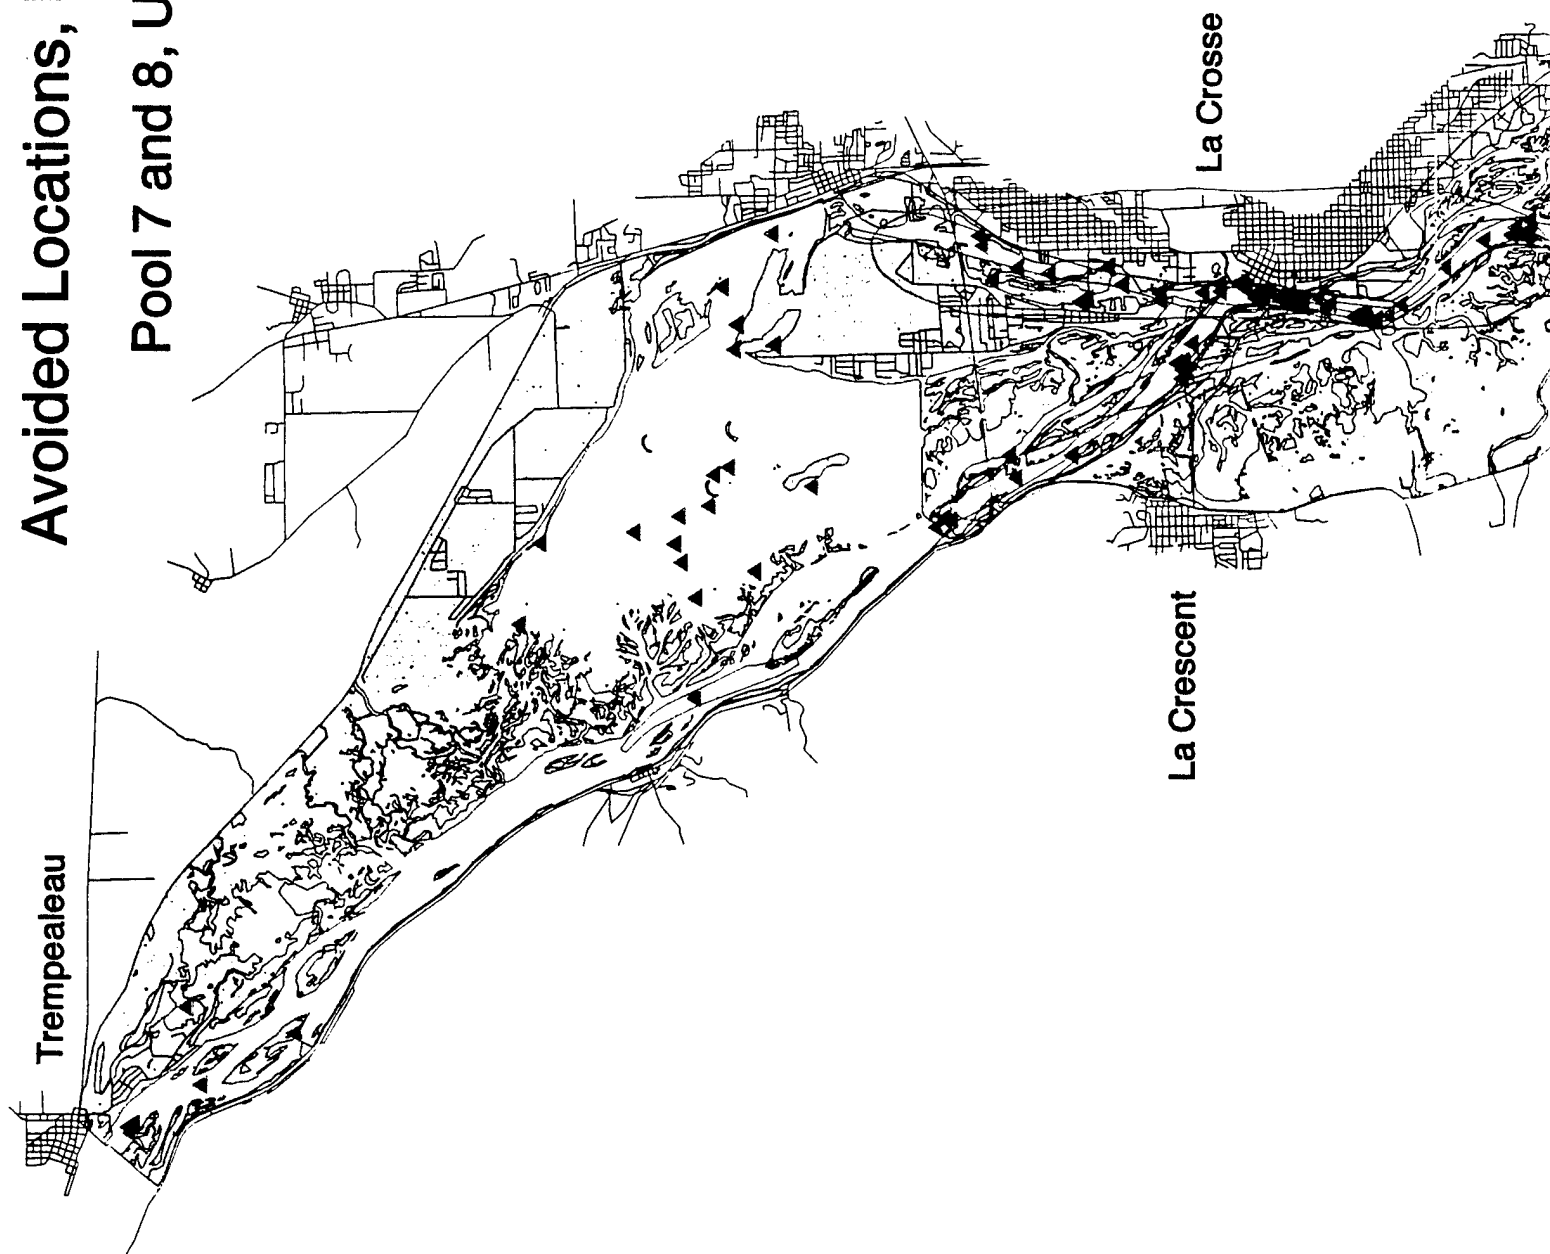 Avoided Locations,
Pool 7 and 8, U
Trempealeau
La Crosse
La Crescent